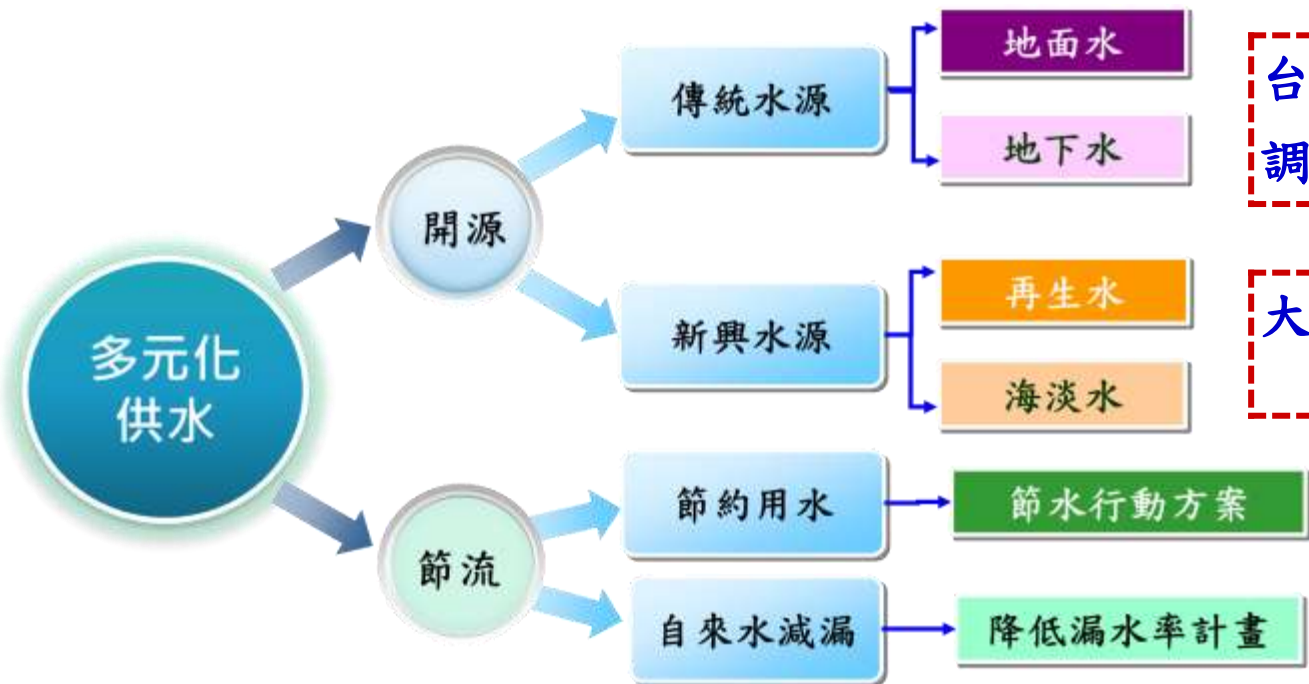 多元化
供水
開源
傳統水源
地面水
地下水
新興水源
再生水
海淡水
節流
節約用水
節水行動方案
自來水減漏
降低漏水率計畫
台
調
大